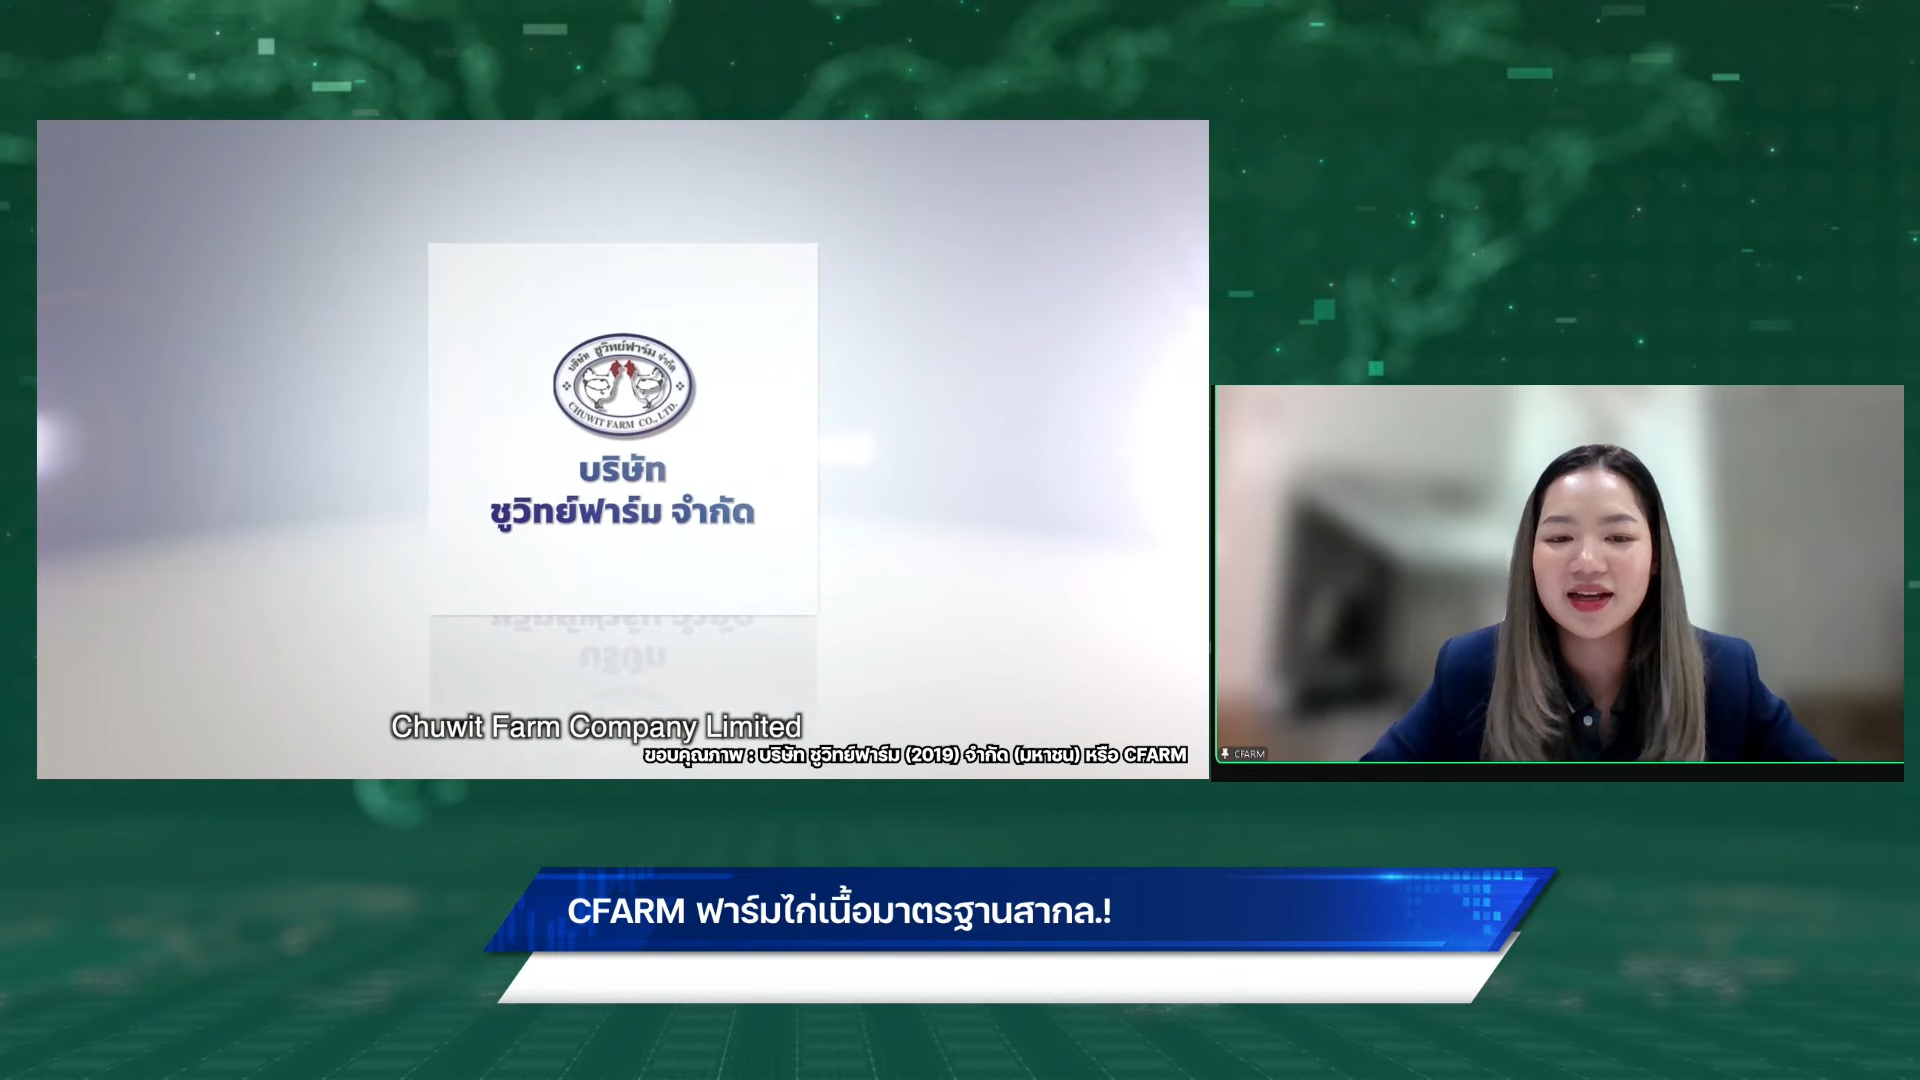 บริษัท ชูวิทย์ฟาร์ม จำกัด
CHUWIT FARM CO., LTD.
บริษัท
ชูวิทย์ฟาร์ม จำกัด
Chuwit Farm Company Limited
ขอบคุณภาพ : บริษัท ชูวิทย์ฟาร์ม (2019) จำกัด (มหาชน) หรือ CFARM
CFARM
CFARM ฟาร์มไก่เนื้อมาตรฐานสากล.!